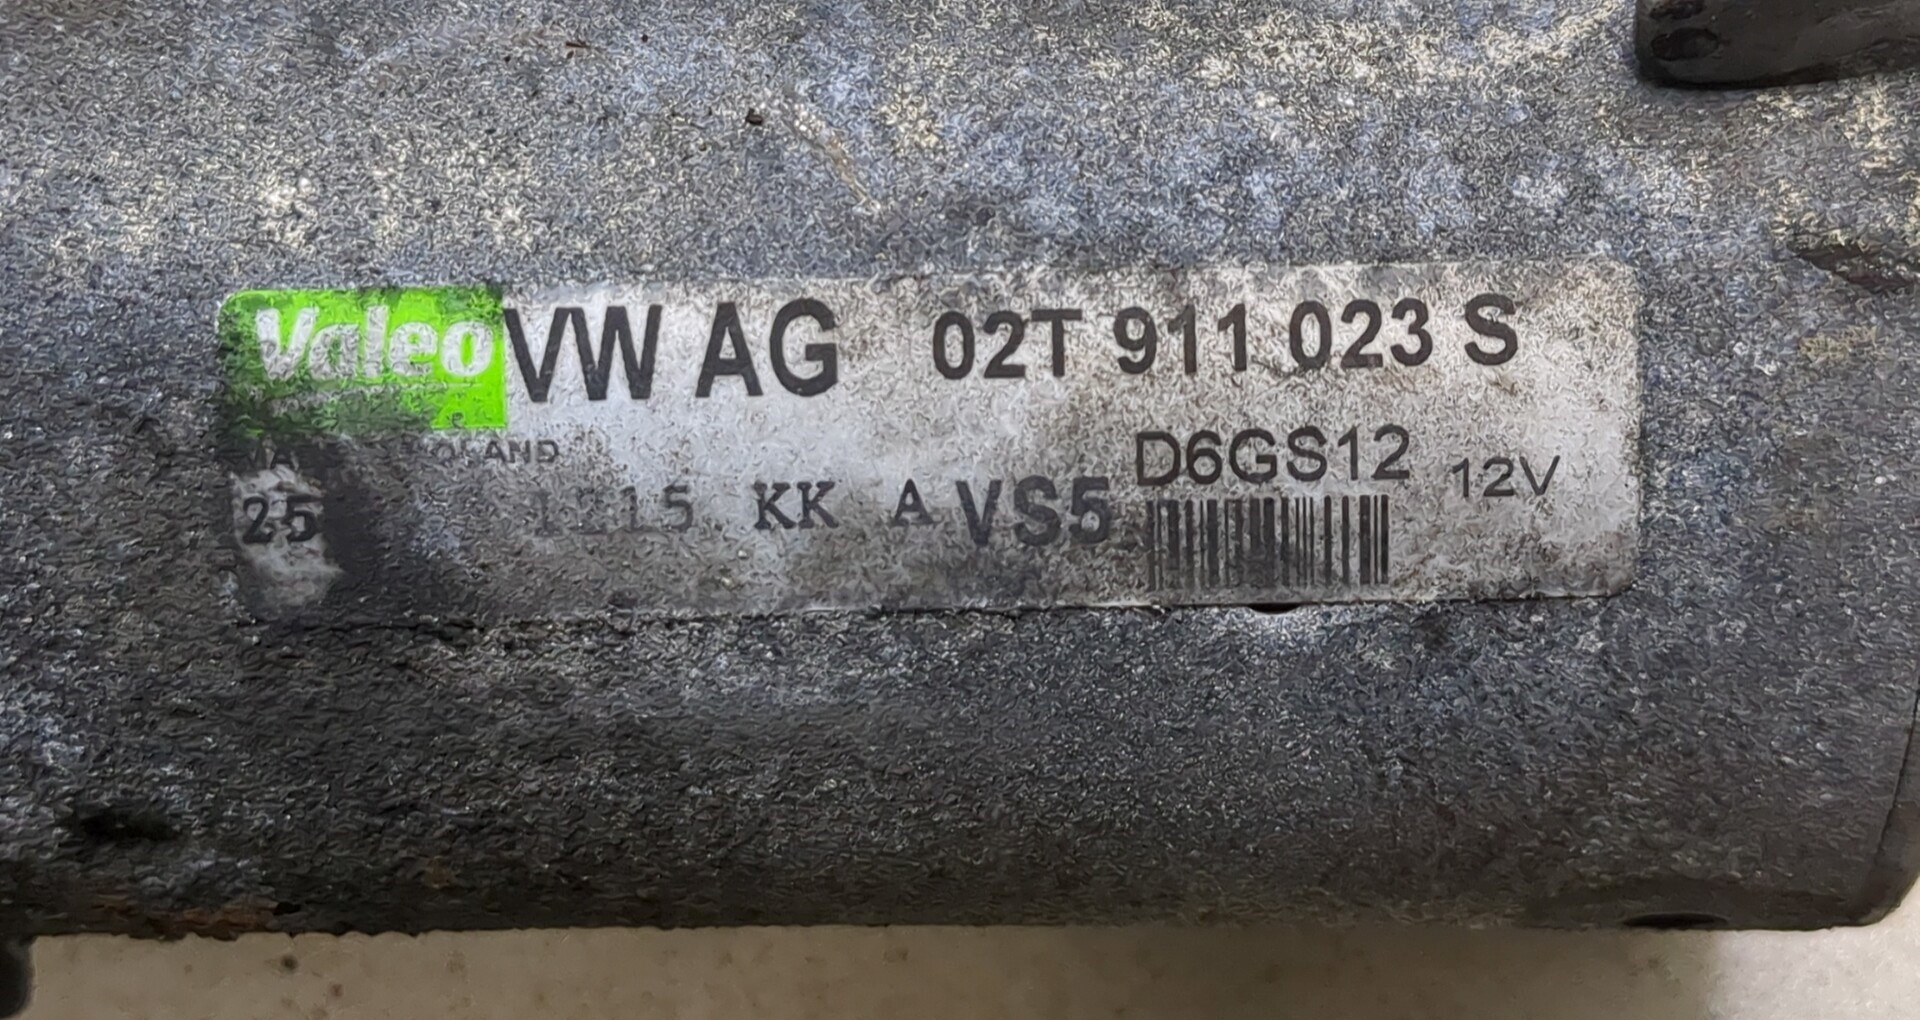 Valeo VW AG 02T 911 023 S
D6GS12 12V
25 KK A VS5